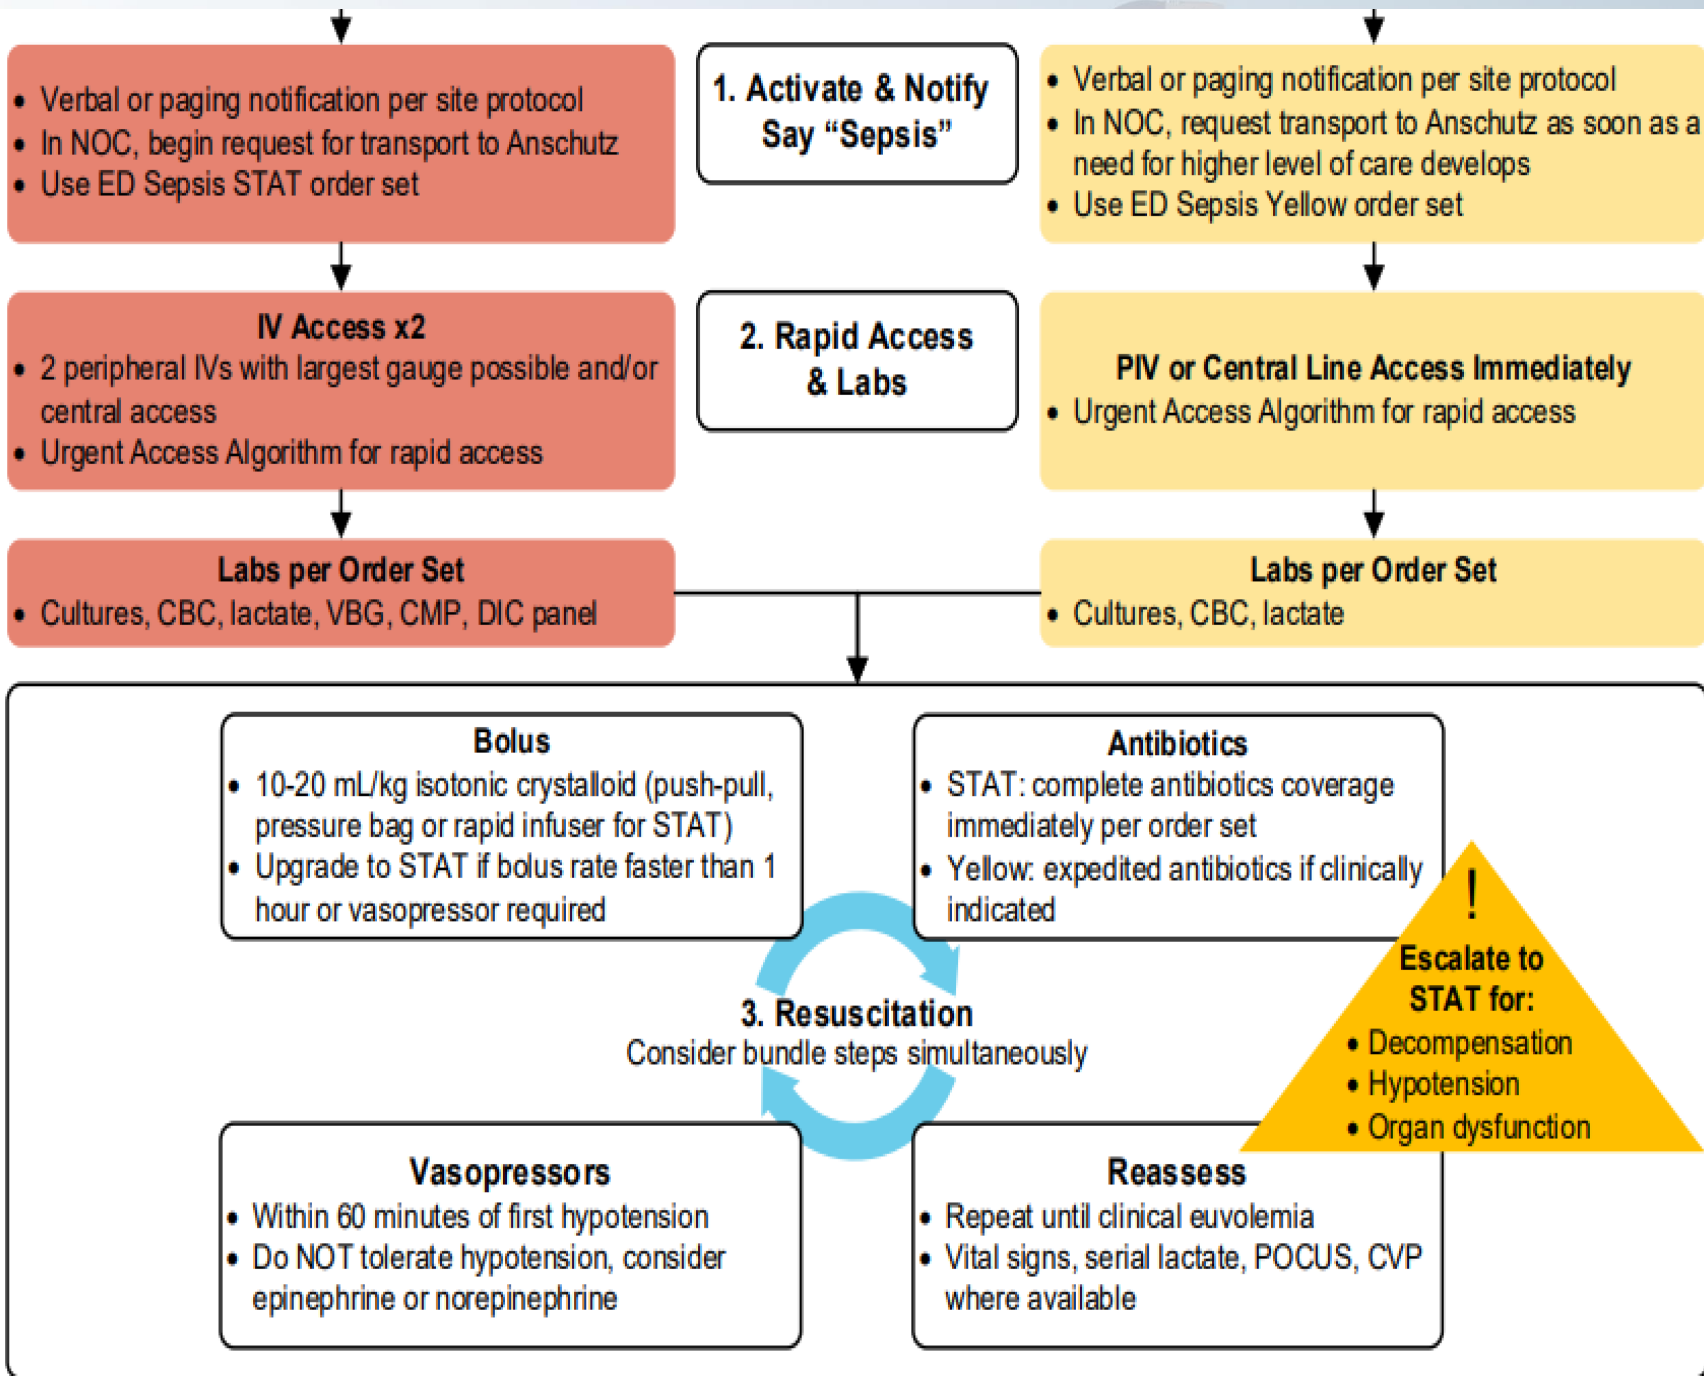 • Verbal or paging notification per site protocol
• In NOC, begin request for transport to Anschutz
• Use ED Sepsis STAT order set
1. Activate & Notify
Say “Sepsis”
• Verbal or paging notification per site protocol
• In NOC, request transport to Anschutz as soon as a
need for higher level of care develops
• Use ED Sepsis Yellow order set
IV Access x2
• 2 peripheral IVs with largest gauge possible and/or
central access
• Urgent Access Algorithm for rapid access
2. Rapid Access
& Labs
PIV or Central Line Access Immediately
• Urgent Access Algorithm for rapid access
Labs per Order Set
• Cultures, CBC, lactate, VBG, CMP, DIC panel
Labs per Order Set
• Cultures, CBC, lactate
Bolus
• 10-20 mL/kg isotonic crystalloid (push-pull,
pressure bag or rapid infuser for STAT)
• Upgrade to STAT if bolus rate faster than 1
hour or vasopressor required
Antibiotics
• STAT: complete antibiotics coverage
immediately per order set
• Yellow: expedited antibiotics if clinically
indicated
!
Escalate to
STAT for:
• Decompensation
• Hypotension
• Organ dysfunction
3. Resuscitation
Consider bundle steps simultaneously
Vasopressors
• Within 60 minutes of first hypotension
• Do NOT tolerate hypotension, consider
epinephrine or norepinephrine
Reassess
• Repeat until clinical euvolemia
• Vital signs, serial lactate, POCUS, CVP
where available